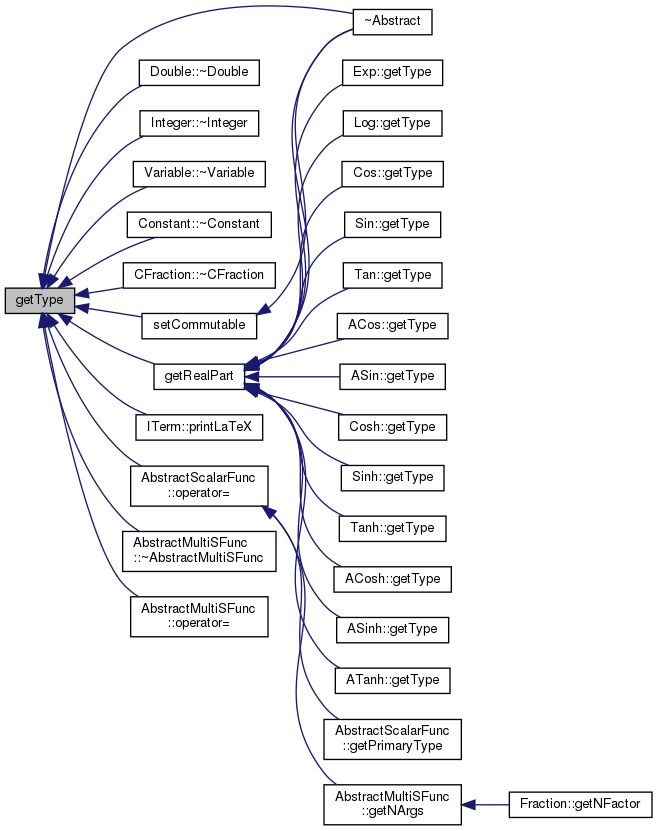 ~Abstract
Double::~Double
Exp::getType
Integer::~Integer
Log::getType
Variable::~Variable
Cos::getType
Constant::~Constant
Sin::getType
CFraction::~CFraction
Tan::getType
getType
setCommutable
ACos::getType
getRealPart
ASin::getType
ITerm::printLaTeX
Cosh::getType
AbstractScalarFunc
::operator=
Sinh::getType
Tanh::getType
AbstractMultiSFunc
::~AbstractMultiSFunc
ACosh::getType
AbstractMultiSFunc
::operator=
ASinh::getType
ATanh::getType
AbstractScalarFunc
::getPrimaryType
AbstractMultiSFunc
::getNArgs
Fraction::getNFactor